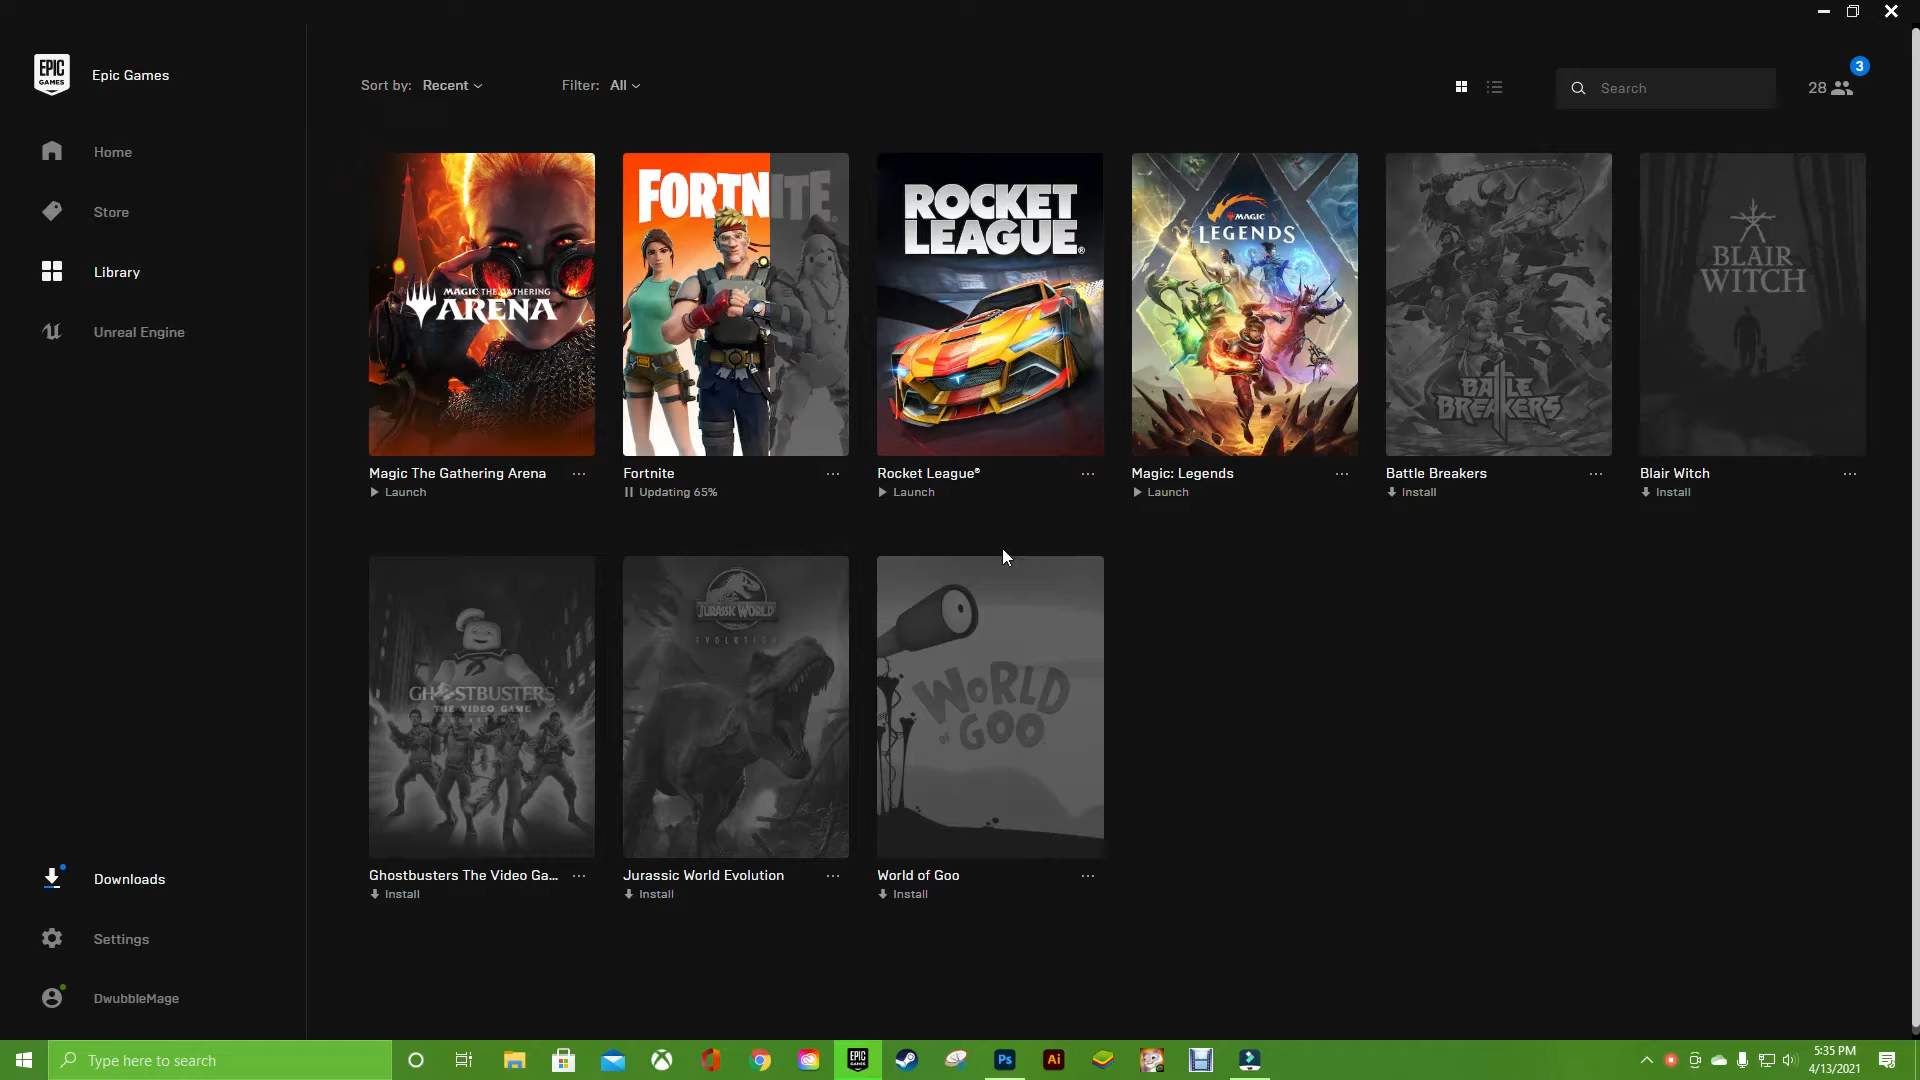 EPIC
GAMES
Epic Games
Home
Store
Library
Unreal Engine
Downloads
Settings
DwubbleMage
Sort by: Recent
Filter: All
Search
28
3
MAGIC THE GATHERING
ARENA
Magic The Gathering Arena
Launch
FORTNITE
Fortnite
Updating 65%
ROCKET
LEAGUE®
Rocket League®
Launch
MAGIC
LEGENDS
Magic: Legends
Launch
BATTLE
BREAKERS
Battle Breakers
Install
BLAIR
WITCH
Blair Witch
Install
GHOSTBUSTERS
THE VIDEO GAME
Ghostbusters The Video Ga...
Install
JURASSIC WORLD
EVOLUTION
Jurassic World Evolution
Install
WORLD
of GOO
World of Goo
Install
Type here to search
EPIC
GAMES
Ps
Ai
5:35 PM
4/13/2021